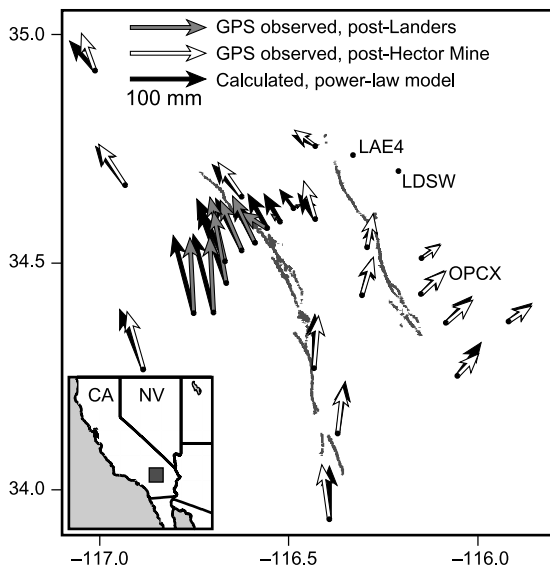 35.0
GPS observed, post-Landers
GPS observed, post-Hector Mine
Calculated, power-law model
100 mm
LAE4
LDSW
34.5
OPCX
CA
NV
34.0
−117.0
−116.5
−116.0